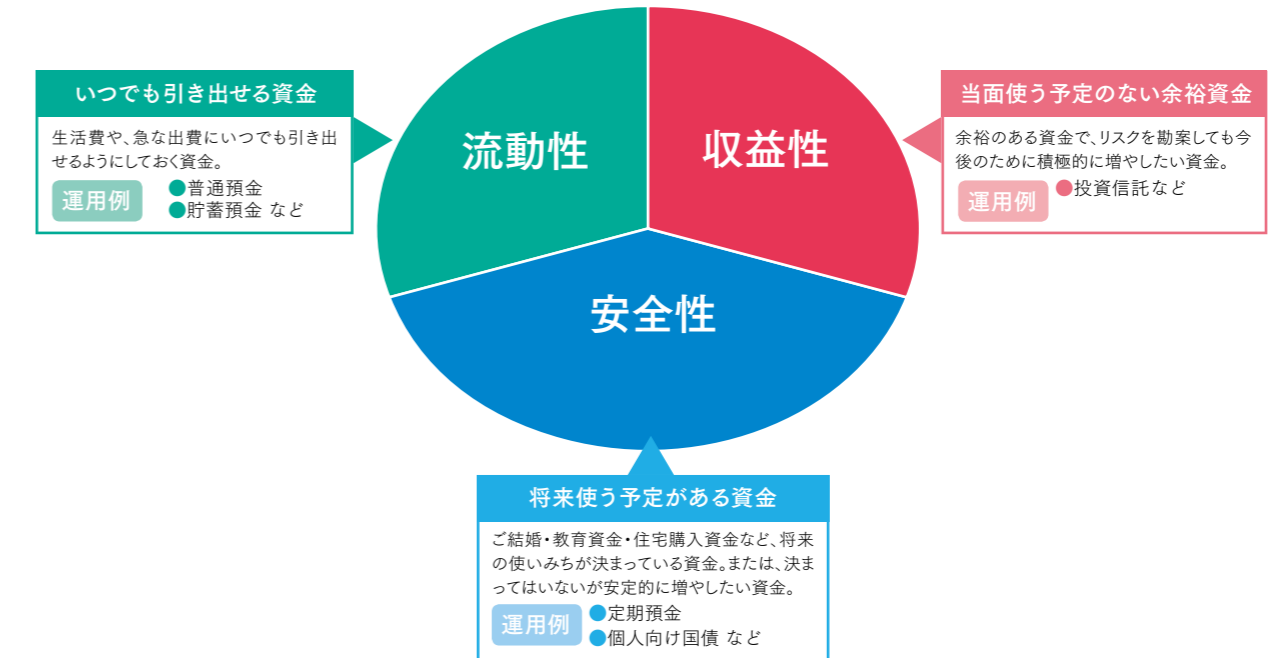 流動性
収益性
安全性
いつでも引き出せる資金
生活費や、急な出費にいつでも引き出
せるようにしておく資金。
運用例
●普通預金
●貯蓄預金 など
当面使う予定のない余裕資金
余裕のある資金で、リスクを勘案しても今
後のために積極的に増やしたい資金。
運用例
●投資信託など
将来使う予定がある資金
ご結婚・教育資金・住宅購入資金など、将来
の使いみちが決まっている資金。または、決ま
ってはいないが安定的に増やしたい資金。
運用例
●定期預金
●個人向け国債 など